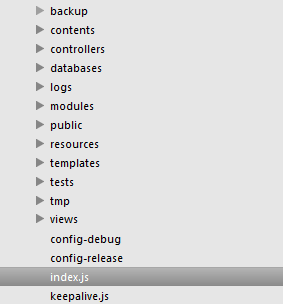 backup
contents
controllers
databases
logs
modules
public
resources
templates
tests
tmp
views
config-debug
config-release
index.js
keepalive.js